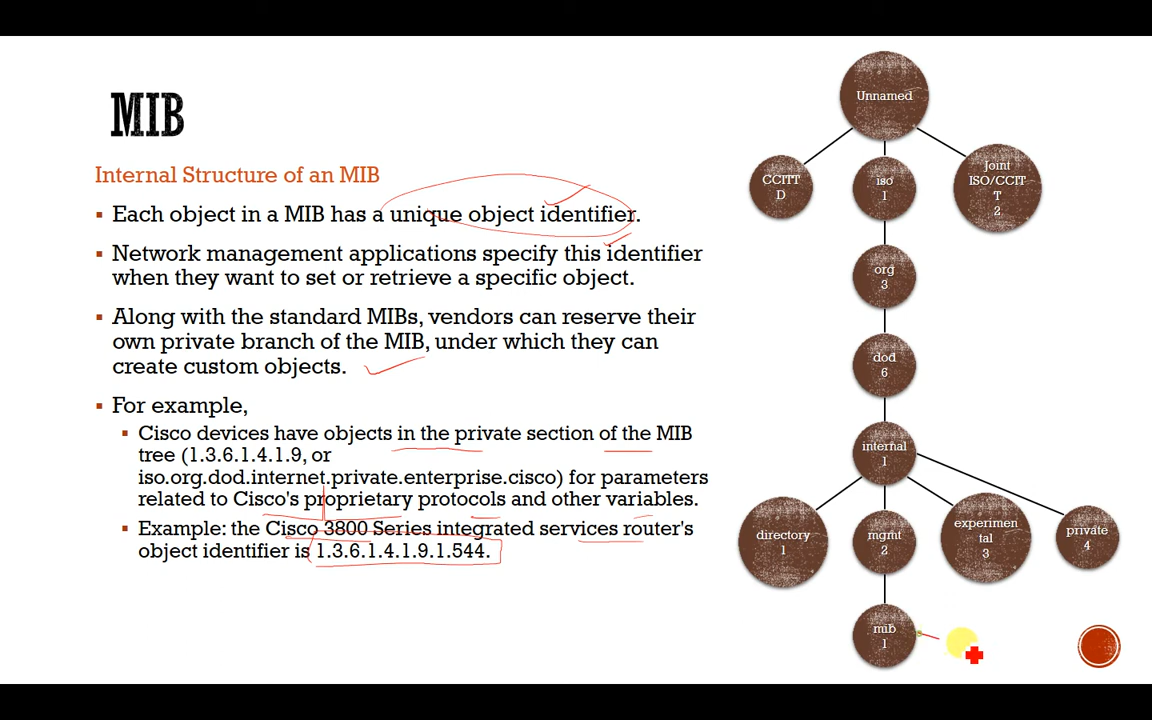 MIB
Internal Structure of an MIB
▪ Each object in a MIB has a unique object identifier.
▪ Network management applications specify this identifier
when they want to set or retrieve a specific object.
▪ Along with the standard MIBs, vendors can reserve their
own private branch of the MIB, under which they can
create custom objects.
▪ For example,
▪ Cisco devices have objects in the private section of the MIB
tree (1.3.6.1.4.1.9, or
iso.org.dod.internet.private.enterprise.cisco) for parameters
related to Cisco's proprietary protocols and other variables.
▪ Example: the Cisco 3800 Series integrated services router's
object identifier is 1.3.6.1.4.1.9.1.544.
Unnamed
CCITT
D
iso
1
joint
ISO/CCIT
T
2
org
3
dod
6
internal
1
directory
1
mgmt
2
experimen
tal
3
private
4
mib
1